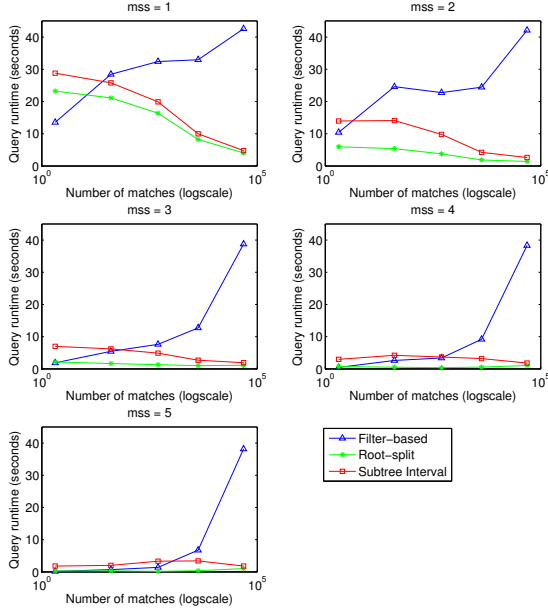 mss = 1
Query runtime (seconds)
40
30
20
10
0
10^0
10^5
Number of matches (logscale)
mss = 2
Query runtime (seconds)
40
30
20
10
0
10^0
10^5
Number of matches (logscale)
mss = 3
Query runtime (seconds)
40
30
20
10
0
10^0
10^5
Number of matches (logscale)
mss = 4
Query runtime (seconds)
40
30
20
10
0
10^0
10^5
Number of matches (logscale)
mss = 5
Query runtime (seconds)
40
30
20
10
0
10^0
10^5
Number of matches (logscale)
Filter−based
Root−split
Subtree Interval